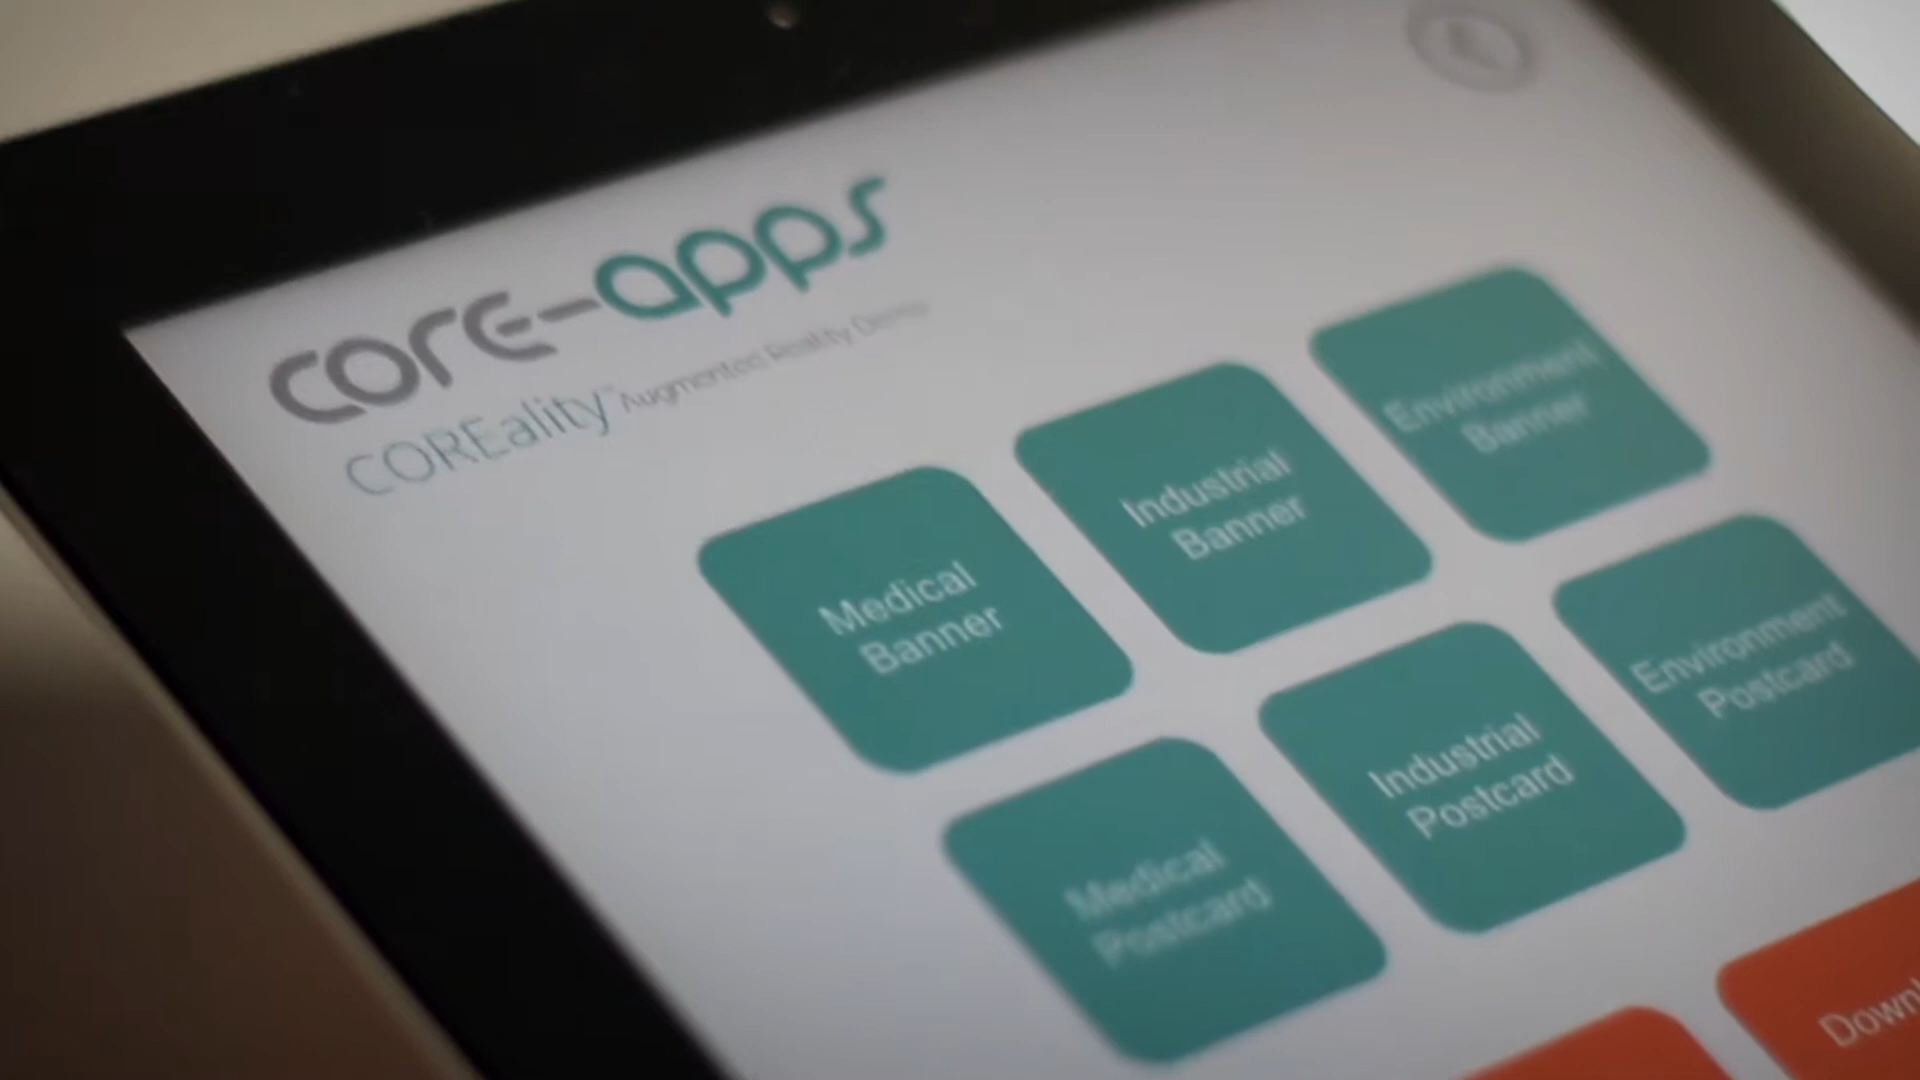 core-apps
COREality™ Augmented Reality Demo
Medical
Banner
Industrial
Banner
Environment
Banner
Medical
Postcard
Industrial
Postcard
Environment
Postcard